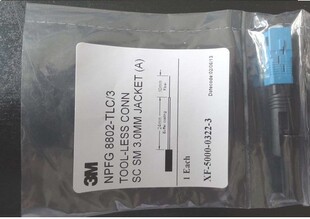 3M
NPFG 8802-TLC/3
TOOL-LESS CONN
SC SM 3.0MM JACKET (A)
1 Each
XF-5000-0322-3